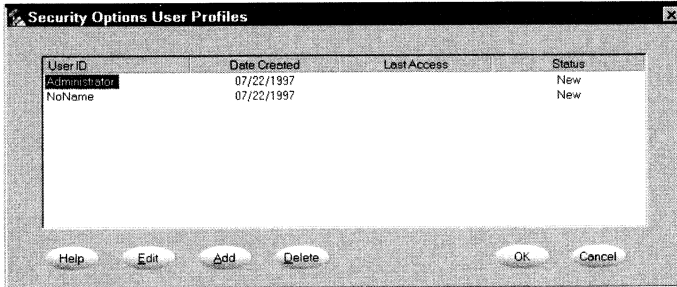 Security Options User Profiles
User ID Date Created Last Access Status
Administrator 07/22/1997 New
NoName 07/22/1997 New
Help Edit Add Delete OK Cancel